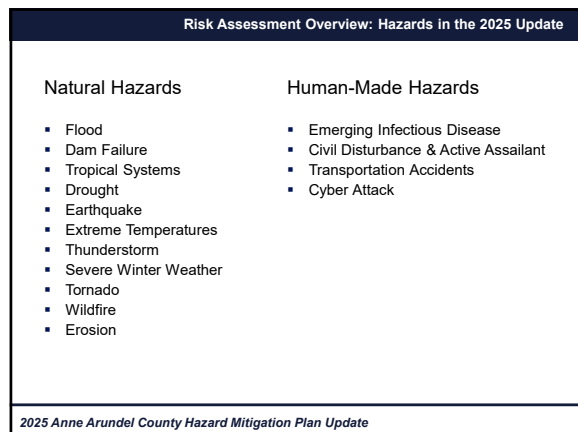 Risk Assessment Overview: Hazards in the 2025 Update
Natural Hazards
▪ Flood
▪ Dam Failure
▪ Tropical Systems
▪ Drought
▪ Earthquake
▪ Extreme Temperatures
▪ Thunderstorm
▪ Severe Winter Weather
▪ Tornado
▪ Wildfire
▪ Erosion
Human-Made Hazards
▪ Emerging Infectious Disease
▪ Civil Disturbance & Active Assailant
▪ Transportation Accidents
▪ Cyber Attack
2025 Anne Arundel County Hazard Mitigation Plan Update